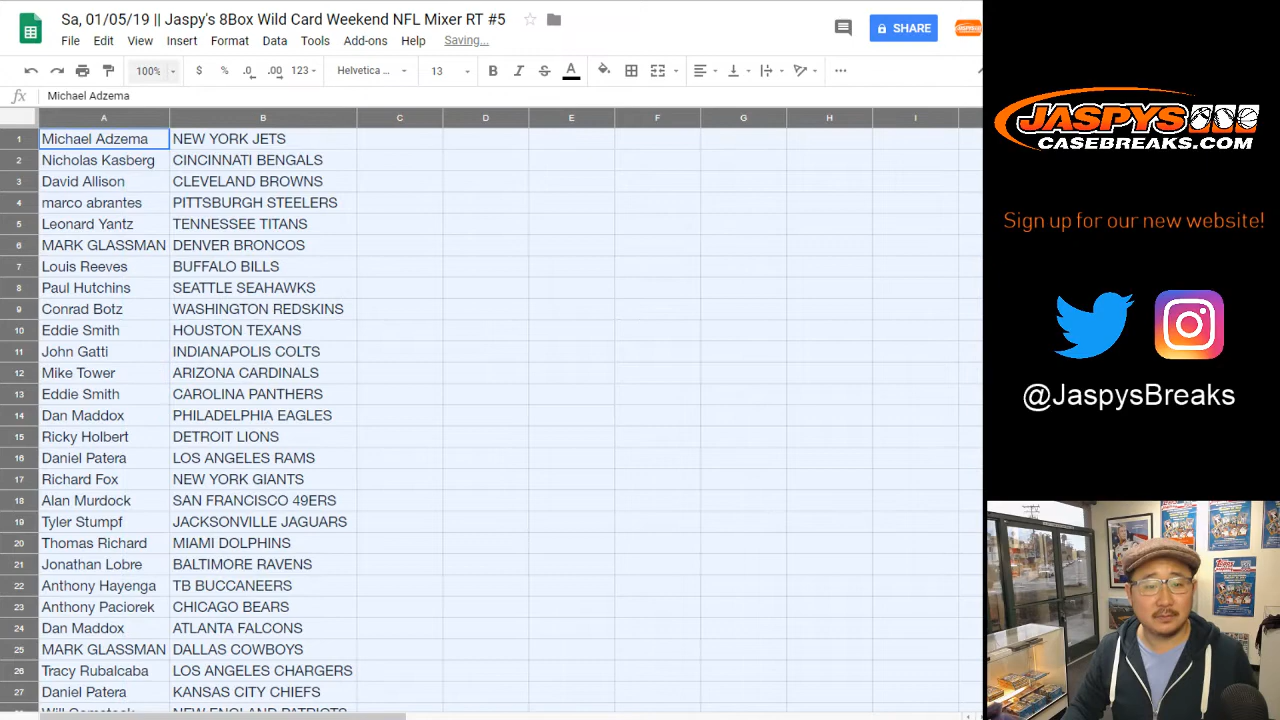 Sa, 01/05/19 || Jaspy's 8Box Wild Card Weekend NFL Mixer RT #5
File Edit View Insert Format Data Tools Add-ons Help Saving...
SHARE
100% $ % .0 .00 123 Helvetica ... 13 B I S A
fx Michael Adzema
A B C D E F G H I
1 Michael Adzema NEW YORK JETS
2 Nicholas Kasberg CINCINNATI BENGALS
3 David Allison CLEVELAND BROWNS
4 marco abrantes PITTSBURGH STEELERS
5 Leonard Yantz TENNESSEE TITANS
6 MARK GLASSMAN DENVER BRONCOS
7 Louis Reeves BUFFALO BILLS
8 Paul Hutchins SEATTLE SEAHAWKS
9 Conrad Botz WASHINGTON REDSKINS
10 Eddie Smith HOUSTON TEXANS
11 John Gatti INDIANAPOLIS COLTS
12 Mike Tower ARIZONA CARDINALS
13 Eddie Smith CAROLINA PANTHERS
14 Dan Maddox PHILADELPHIA EAGLES
15 Ricky Holbert DETROIT LIONS
16 Daniel Patera LOS ANGELES RAMS
17 Richard Fox NEW YORK GIANTS
18 Alan Murdock SAN FRANCISCO 49ERS
19 Tyler Stumpf JACKSONVILLE JAGUARS
20 Thomas Richard MIAMI DOLPHINS
21 Jonathan Lobre BALTIMORE RAVENS
22 Anthony Hayenga TB BUCCANEERS
23 Anthony Paciorek CHICAGO BEARS
24 Dan Maddox ATLANTA FALCONS
25 MARK GLASSMAN DALLAS COWBOYS
26 Tracy Rubalcaba LOS ANGELES CHARGERS
27 Daniel Patera KANSAS CITY CHIEFS
Will Comstock NEW ENGLAND PATRIOTS
JASPYS
CASEBREAKS.COM
Sign up for our new website!
@JaspysBreaks